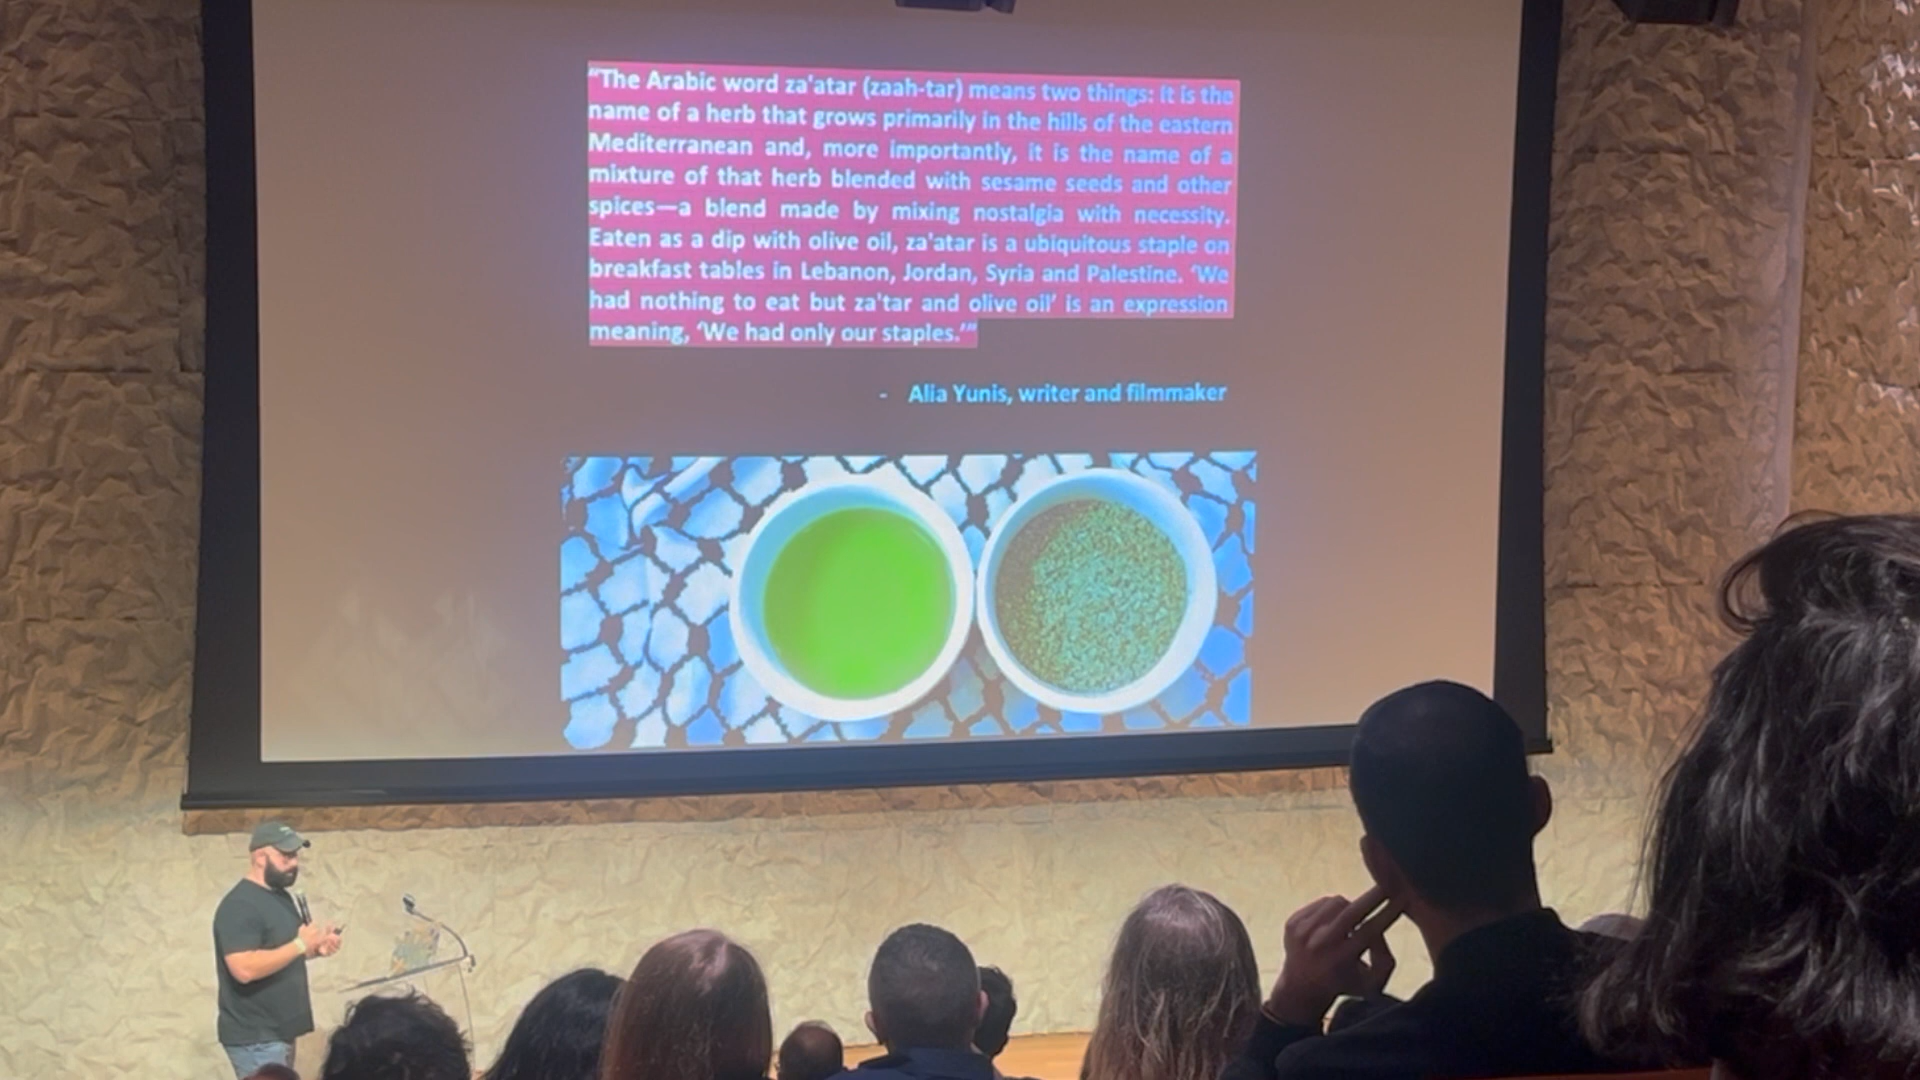 “The Arabic word za'atar (zaah-tar) means two things: it is the
name of a herb that grows primarily in the hills of the eastern
Mediterranean and, more importantly, it is the name of a
mixture of that herb blended with sesame seeds and other
spices—a blend made by mixing nostalgia with necessity.
Eaten as a dip with olive oil, za'atar is a ubiquitous staple on
breakfast tables in Lebanon, Jordan, Syria and Palestine. ‘We
had nothing to eat but za'tar and olive oil’ is an expression
meaning, ‘We had only our staples.’”
- Alia Yunis, writer and filmmaker